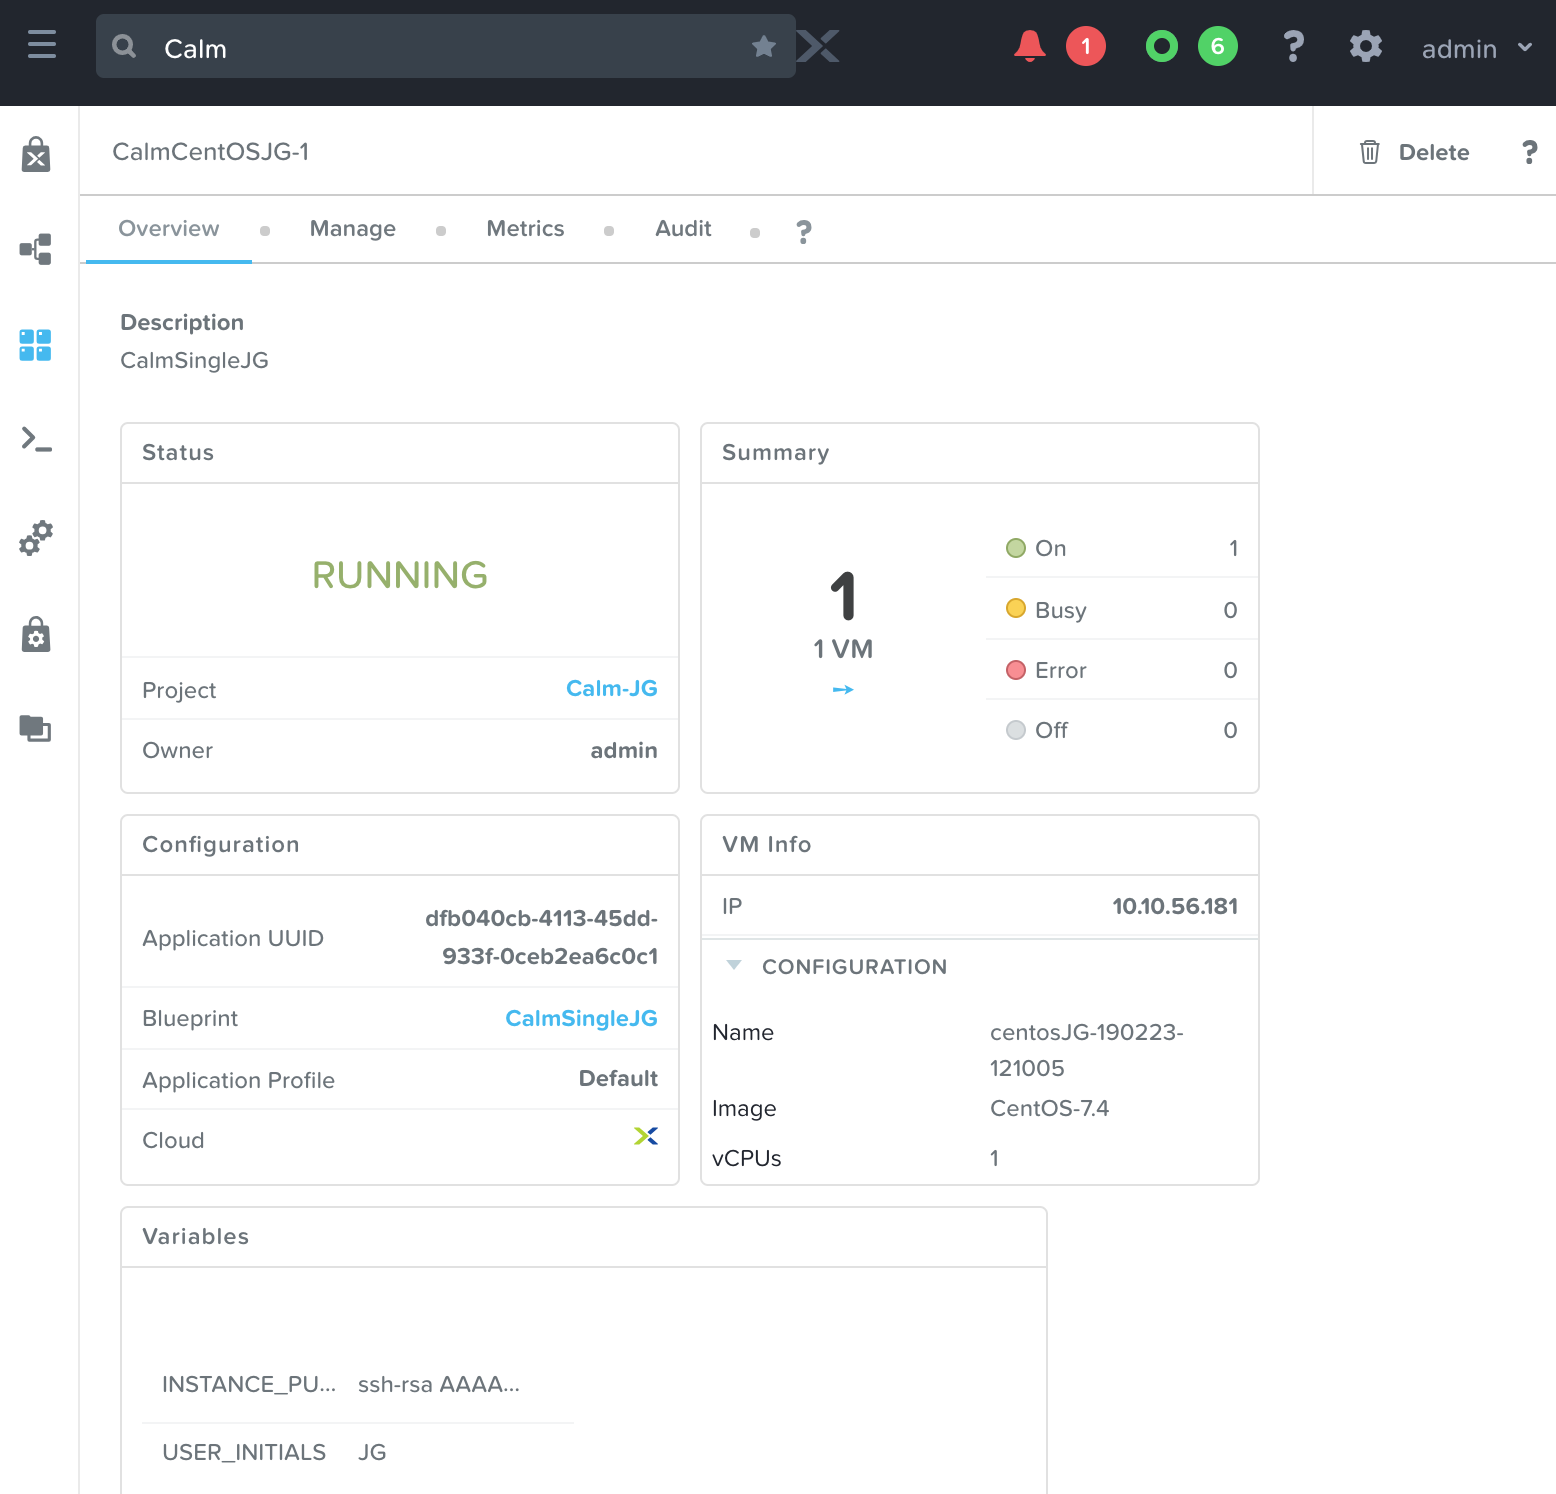 Calm
1
6
?
admin
CalmCentOSJG-1
Delete
?
Overview
Manage
Metrics
Audit
?
Description
CalmSingleJG
Status
RUNNING
Project Calm-JG
Owner admin
Summary
1
1 VM
On 1
Busy 0
Error 0
Off 0
Configuration
Application UUID dfb040cb-4113-45dd-
933f-0ceb2ea6c0c1
Blueprint CalmSingleJG
Application Profile Default
Cloud
VM Info
IP 10.10.56.181
CONFIGURATION
Name centosJG-190223-
121005
Image CentOS-7.4
vCPUs 1
Variables
INSTANCE_PU... ssh-rsa AAAA...
USER_INITIALS JG